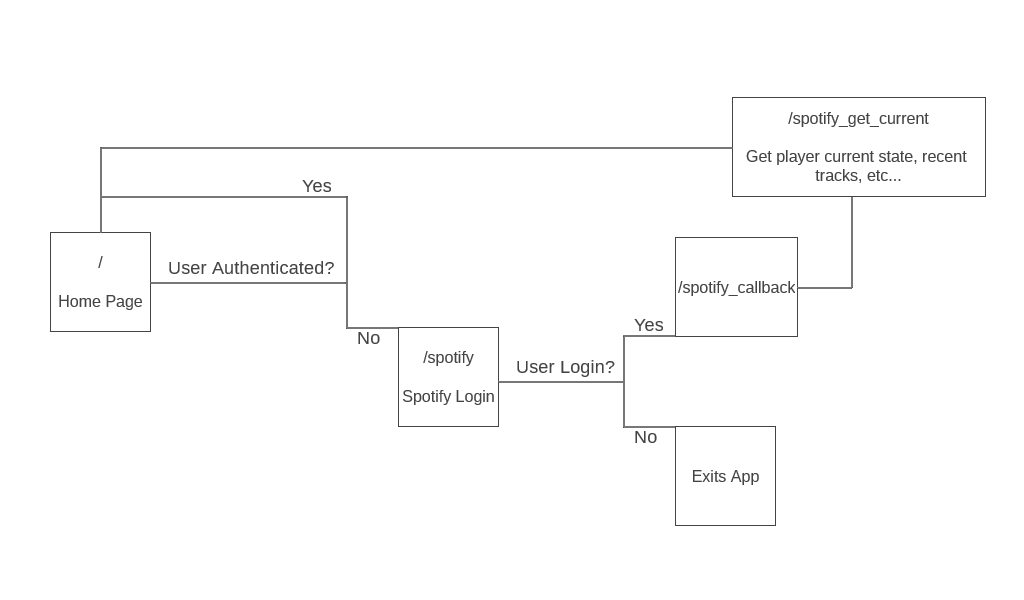 /spotify_get_current
Get player current state, recent
tracks, etc...
Yes
/
Home Page
User Authenticated?
No
/spotify
Spotify Login
User Login?
Yes
/spotify_callback
No
Exits App